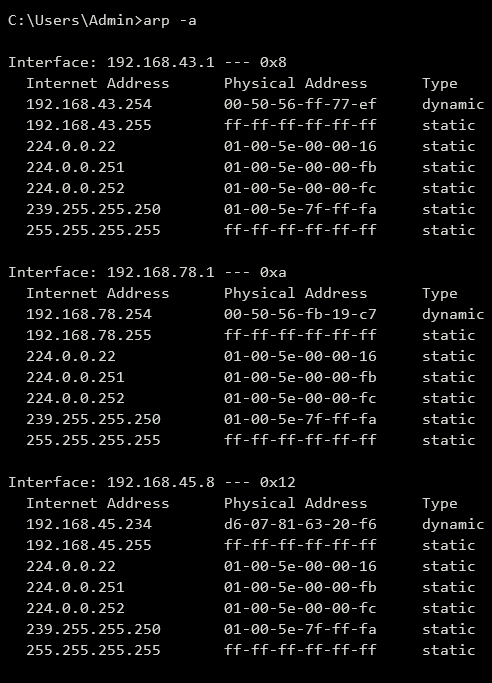 C:\Users\Admin>arp -a

Interface: 192.168.43.1 --- 0x8
  Internet Address      Physical Address      Type
  192.168.43.254        00-50-56-ff-77-ef     dynamic
  192.168.43.255        ff-ff-ff-ff-ff-ff     static
  224.0.0.22            01-00-5e-00-00-16     static
  224.0.0.251           01-00-5e-00-00-fb     static
  224.0.0.252           01-00-5e-00-00-fc     static
  239.255.255.250       01-00-5e-7f-ff-fa     static
  255.255.255.255       ff-ff-ff-ff-ff-ff     static

Interface: 192.168.78.1 --- 0xa
  Internet Address      Physical Address      Type
  192.168.78.254        00-50-56-fb-19-c7     dynamic
  192.168.78.255        ff-ff-ff-ff-ff-ff     static
  224.0.0.22            01-00-5e-00-00-16     static
  224.0.0.251           01-00-5e-00-00-fb     static
  224.0.0.252           01-00-5e-00-00-fc     static
  239.255.255.250       01-00-5e-7f-ff-fa     static
  255.255.255.255       ff-ff-ff-ff-ff-ff     static

Interface: 192.168.45.8 --- 0x12
  Internet Address      Physical Address      Type
  192.168.45.234        d6-07-81-63-20-f6     dynamic
  192.168.45.255        ff-ff-ff-ff-ff-ff     static
  224.0.0.22            01-00-5e-00-00-16     static
  224.0.0.251           01-00-5e-00-00-fb     static
  224.0.0.252           01-00-5e-00-00-fc     static
  239.255.255.250       01-00-5e-7f-ff-fa     static
  255.255.255.255       ff-ff-ff-ff-ff-ff     static